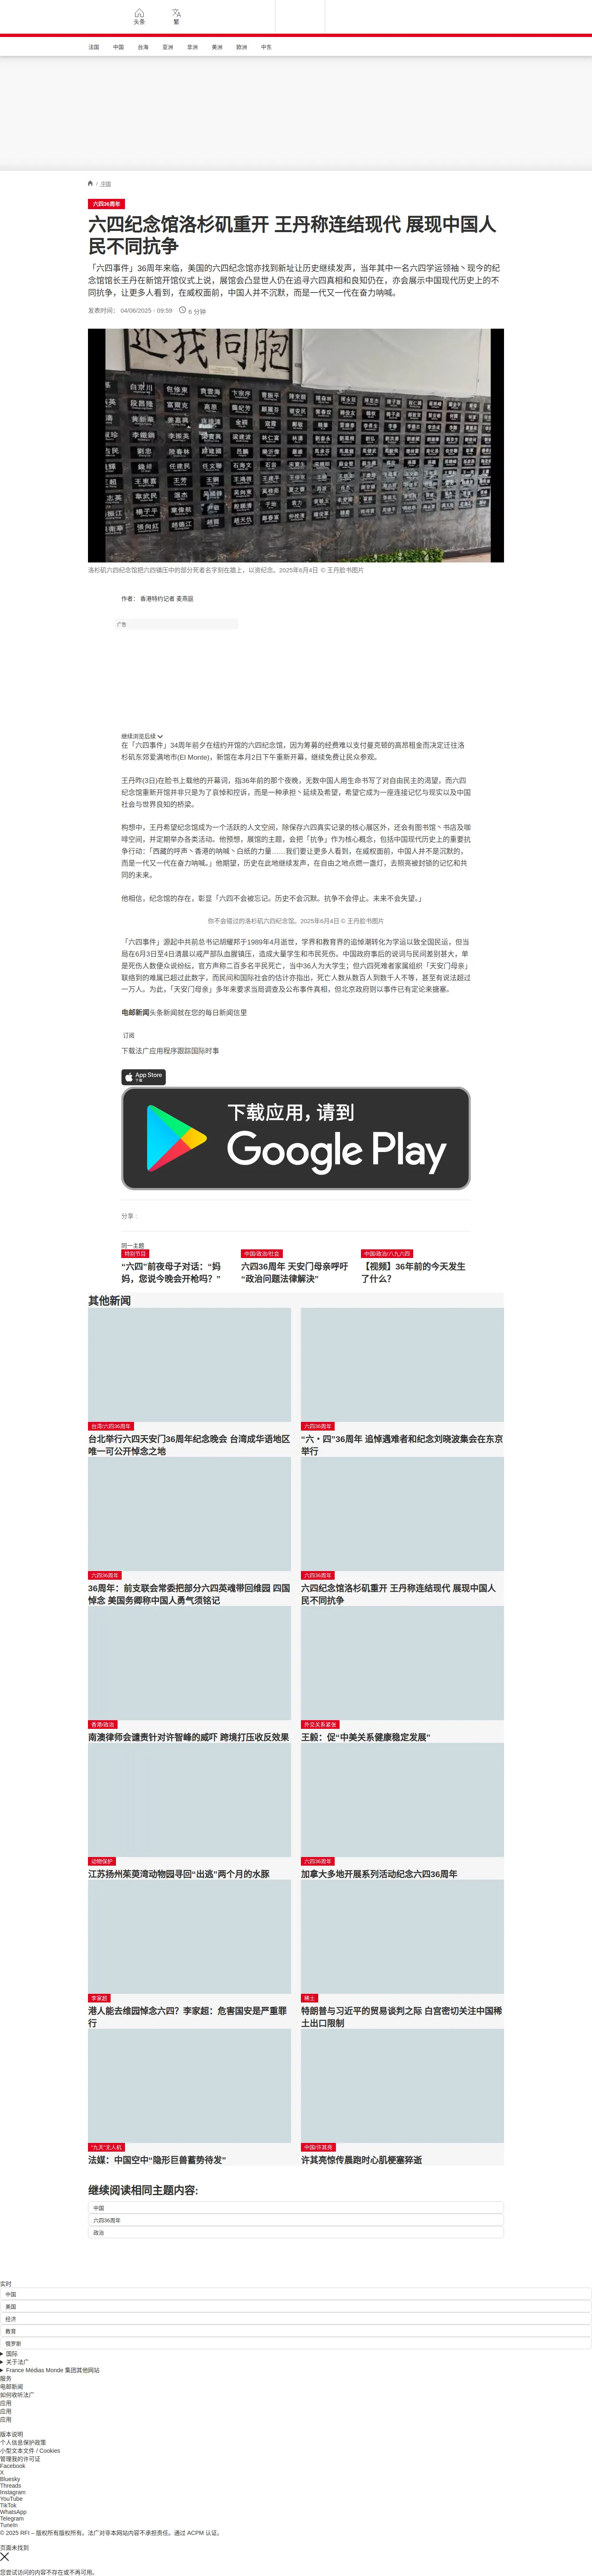 头条
繁
法国 中国 台海 亚洲 非洲 美洲 欧洲 中东
/ 中国
六四36周年
六四纪念馆洛杉矶重开 王丹称连结现代 展现中国人
民不同抗争
「六四事件」36周年来临，美国的六四纪念馆亦找到新址让历史继续发声，当年其中一名六四学运领袖丶现今的纪
念馆馆长王丹在新馆开馆仪式上说，展馆会凸显世人仍在追寻六四真相和良知仍在，亦会展示中国现代历史上的不
同抗争，让更多人看到，在威权面前，中国人并不沉默，而是一代又一代在奋力呐喊。
发表时间： 04/06/2025 - 09:59 6 分钟
还我同胞
洛杉矶六四纪念馆把六四镇压中的部分死者名字刻在墙上，以资纪念。2025年6月4日 © 王丹脸书图片
作者： 香港特约记者 麦燕庭
广告
继续浏览后续
在「六四事件」34周年前夕在纽约开馆的六四纪念馆，因为筹募的经费难以支付曼克顿的高昂租金而决定迁往洛
杉矶东郊爱满地市(El Monte)，新馆在本月2日下午重新开幕，继续免费让民众参观。
王丹昨(3日)在脸书上载他的开幕词，指36年前的那个夜晚，无数中国人用生命书写了对自由民主的渴望，而六四
纪念馆重新开馆并非只是为了哀悼和控诉，而是一种承担丶延续及希望，希望它成为一座连接记忆与现实以及中国
社会与世界良知的桥梁。
构想中，王丹希望纪念馆成为一个活跃的人文空间，除保存六四真实记录的核心展区外，还会有图书馆丶书店及咖
啡空间，并定期举办各类活动。他预想，展馆的主题，会把「抗争」作为核心概念，包括中国现代历史上的重要抗
争行动：「西藏的呼声丶香港的呐喊丶白纸的力量……我们要让更多人看到，在威权面前，中国人并不是沉默的，
而是一代又一代在奋力呐喊。」他期望，历史在此地继续发声，在自由之地点燃一盏灯，去照亮被封锁的记忆和共
同的未来。
他相信，纪念馆的存在，彰显「六四不会被忘记。历史不会沉默。抗争不会停止。未来不会失望。」
你不会错过的洛杉矶六四纪念馆。2025年6月4日 © 王丹脸书图片
「六四事件」源起中共前总书记胡耀邦于1989年4月逝世，学界和教育界的追悼潮转化为学运以致全国民运，但当
局在6月3日至4日清晨以戒严部队血腥镇压，造成大量学生和市民死伤。中国政府事后的说词与民间差别甚大，单
是死伤人数便众说纷纭，官方声称二百多名平民死亡，当中36人为大学生；但六四死难者家属组织「天安门母亲」
联络到的难属已超过此数字，而民间和国际社会的估计亦指出，死亡人数从数百人到数千人不等，甚至有说法超过
一万人。为此，「天安门母亲」多年来要求当局调查及公布事件真相，但北京政府则以事件已有定论来搪塞。
电邮新闻头条新闻就在您的每日新闻信里
订阅
下载法广应用程序跟踪国际时事
App Store
下载
下载应用，请到
Google Play
分享 :
同一主题
特别节目
“六四”前夜母子对话：“妈
妈，您说今晚会开枪吗？”
中国/政治/社会
六四36周年 天安门母亲呼吁
“政治问题法律解决”
中国/政治/八九六四
【视频】36年前的今天发生
了什么？
其他新闻
台湾/六四36周年
台北举行六四天安门36周年纪念晚会 台湾成华语地区
唯一可公开悼念之地
六四36周年
“六・四”36周年 追悼遇难者和纪念刘晓波集会在东京
举行
六四36周年
36周年：前支联会常委把部分六四英魂带回维园 四国
悼念 美国务卿称中国人勇气须铭记
六四36周年
六四纪念馆洛杉矶重开 王丹称连结现代 展现中国人
民不同抗争
香港/政治
南澳律师会谴责针对许智峰的威吓 跨境打压收反效果
外交关系紧张
王毅：促“中美关系健康稳定发展”
动物保护
江苏扬州茱萸湾动物园寻回“出逃”两个月的水豚
六四36周年
加拿大多地开展系列活动纪念六四36周年
李家超
港人能去维园悼念六四？李家超：危害国安是严重罪
行
稀土
特朗普与习近平的贸易谈判之际 白宫密切关注中国稀
土出口限制
“九天”无人机
法媒：中国空中“隐形巨兽蓄势待发”
中国/许其亮
许其亮惊传晨跑时心肌梗塞猝逝
继续阅读相同主题内容:
中国
六四36周年
政治
实时
中国
美国
经济
教育
俄罗斯
国际
关于法广
France Médias Monde 集团其他网站
服务
电邮新闻
如何收听法广
应用
应用
应用
版本说明
个人信息保护政策
小型文本文件 / Cookies
管理我的许可证
Facebook
X
Bluesky
Threads
Instagram
YouTube
TikTok
WhatsApp
Telegram
TuneIn
© 2025 RFI – 版权所有版权所有。法广对非本网站内容不承担责任。通过 ACPM 认证。
页面未找到
您尝试访问的内容不存在或不再可用。